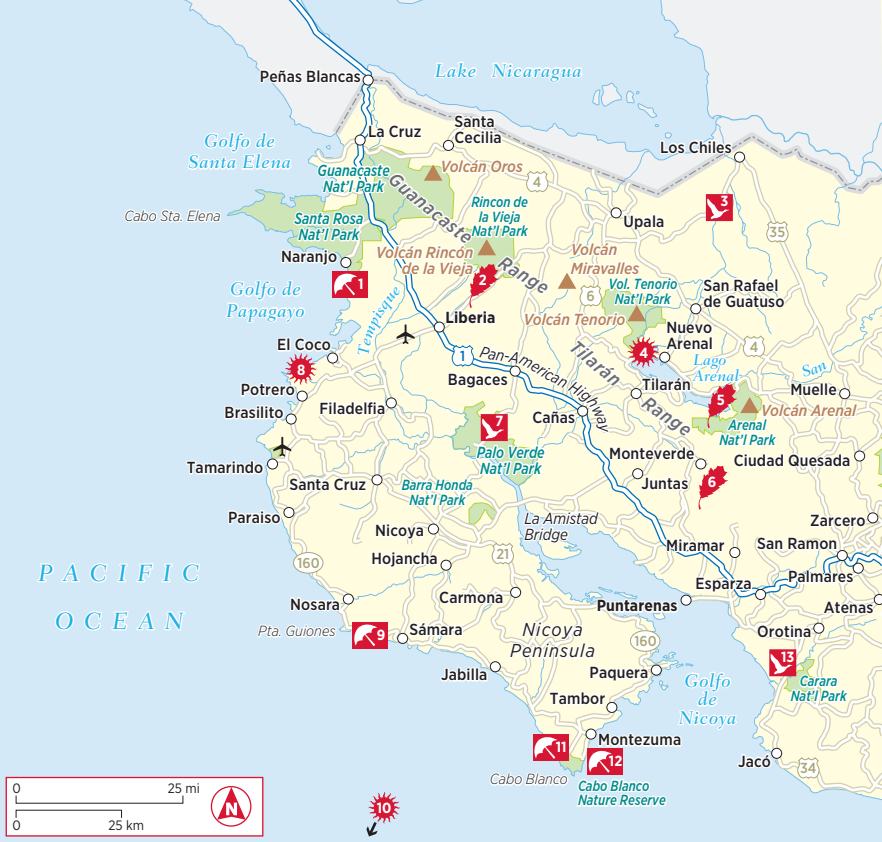 Lake Nicaragua
Peñas Blancas
La Cruz
Santa
Cecilia
Los Chiles
Golfo de
Santa Elena
Guanacaste
Nat'l Park
Volcán Oros
Guanacaste
Range
4
3
Rincon de
la Vieja
Nat'l Park
Cabo Sta. Elena
Santa Rosa
Nat'l Park
Upala
35
Naranjo
Volcán Rincón
de la Vieja
Volcán
Miravalles
1
2
Golfo de
Papagayo
6
Vol. Tenorio
Nat'l Park
San Rafael
de Guatuso
Tempisque
Liberia
Volcán Tenorio
Nuevo
Arenal
El Coco
1
Pan-American Highway
Tilarán
Range
4
Lago
Arenal
4
San
8
Bagaces
Tilarán
Muelle
Potrero
Filadelfia
5
Volcán Arenal
Brasilito
Cañas
7
Arenal
Nat'l Park
Palo Verde
Nat'l Park
Monteverde
Ciudad Quesada
Tamarindo
Santa Cruz
Barra Honda
Nat'l Park
Juntas
6
Paraiso
La Amistad
Bridge
Zarcero
Nicoya
Miramar
San Ramon
PACIFIC
OCEAN
160
Hojancha
21
Esparza
Palmares
Nosara
Carmona
Puntarenas
Atenas
Pta. Guiones
9
Sámara
Nicoya
Peninsula
160
Orotina
Jabilla
Paquera
13
Golfo
de
Nicoya
Carara
Nat'l Park
Tambor
11
Montezuma
12
Jacó
34
Cabo Blanco
Cabo Blanco
Nature Reserve
0
25 mi
0
25 km
N
10